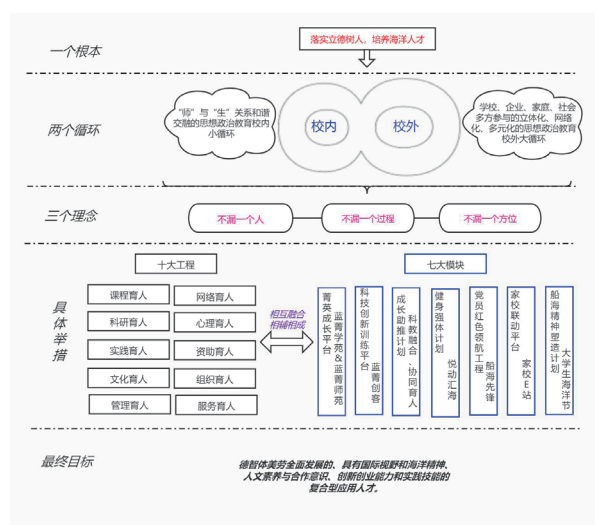 一个根本
落实立德树人，培养海洋人才
两个循环
“师”与“生”关系和谐
交融的思想政治教育校内
小循环
校内
校外
学校、企业、家庭、社会
多方参与的立体化、网络
化、多元化的思想政治教育
校外大循环
三个理念
不漏一个人
不漏一个过程
不漏一个方位
具体举措
十大工程
课程育人
网络育人
科研育人
心理育人
实践育人
资助育人
文化育人
组织育人
管理育人
服务育人
相互融合
相辅相成
七大模块
菁英成长平台
蓝菁学苑&蓝菁师苑
科技创新训练平台
蓝菁创客
成长助推计划
科教融合、协同育人
健身强体计划
悦动汇海
党员红色领航工程
船海先锋
家校联动平台
家校E站
船海精神塑造计划
大学生海洋节
最终目标
德智体美劳全面发展的、具有国际视野和海洋精神、
人文素养与合作意识、创新创业能力和实践技能的
复合型应用人才。